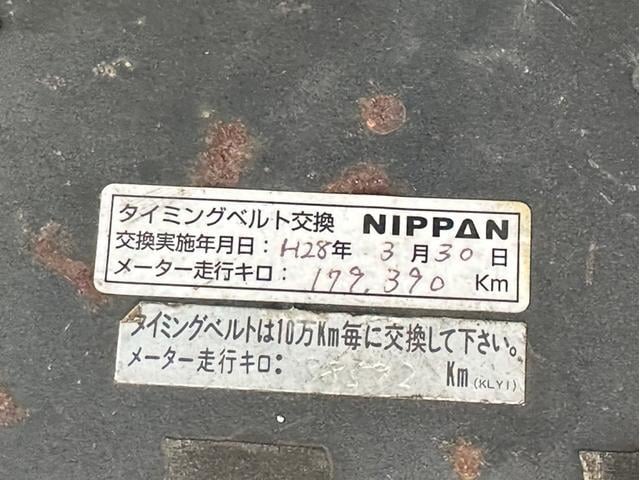 タイミングベルト交換 NIPPAN
交換実施年月日：H28年 3月30日
メーター走行キロ： 179,390 Km
タイミングベルトは10万Km毎に交換して下さい。
メーター走行キロ： Km (KLY1)